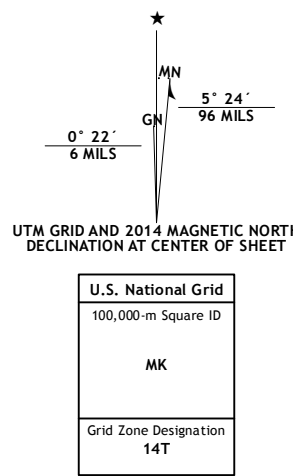 ★
MN
5° 24´
96 MILS
GN
0° 22´
6 MILS
UTM GRID AND 2014 MAGNETIC NORTH
DECLINATION AT CENTER OF SHEET
U.S. National Grid
100,000-m Square ID
MK
Grid Zone Designation
14T